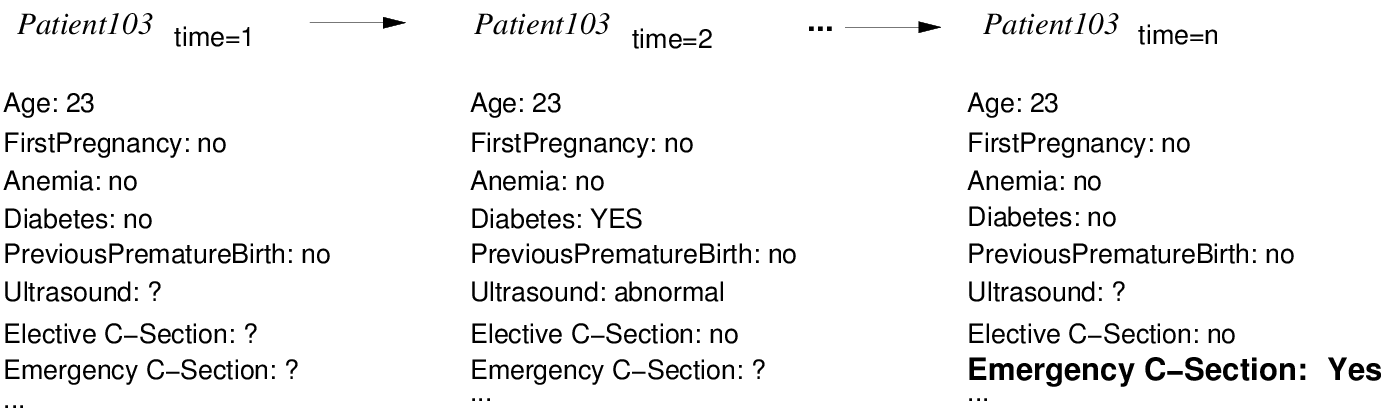 Patient103 time=1 Patient103 time=2 ... Patient103 time=n
Age: 23
FirstPregnancy: no
Anemia: no
Diabetes: no
PreviousPrematureBirth: no
Ultrasound: ?
Elective C−Section: ?
Emergency C−Section: ?
...
Age: 23
FirstPregnancy: no
Anemia: no
Diabetes: YES
PreviousPrematureBirth: no
Ultrasound: abnormal
Elective C−Section: no
Emergency C−Section: ?
...
Age: 23
FirstPregnancy: no
Anemia: no
Diabetes: no
PreviousPrematureBirth: no
Ultrasound: ?
Elective C−Section: no
Emergency C−Section: Yes
...